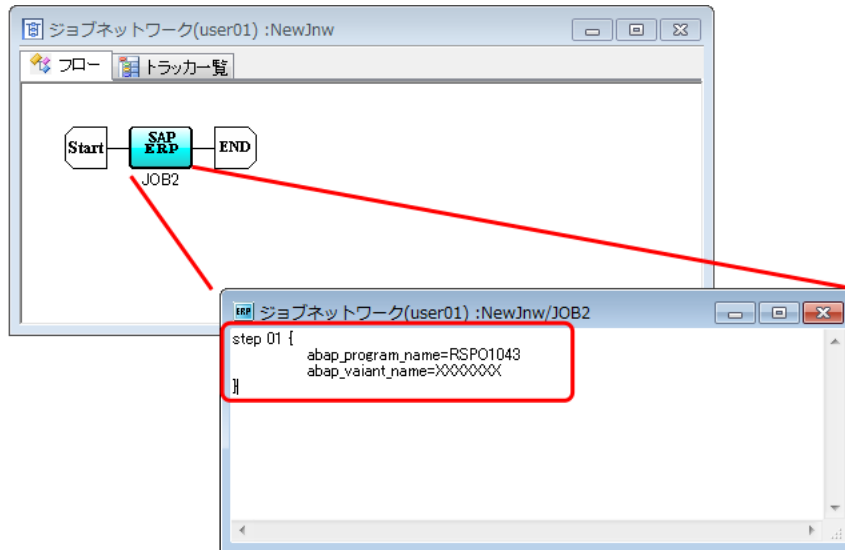 ジョブネットワーク(user01) :NewJnw
フロー トラッカ一覧
Start SAP ERP END
JOB2
ERP ジョブネットワーク(user01) :NewJnw/JOB2
step 01 {
abap_program_name=RSPO1043
abap_vaiant_name=XXXXXXX
}